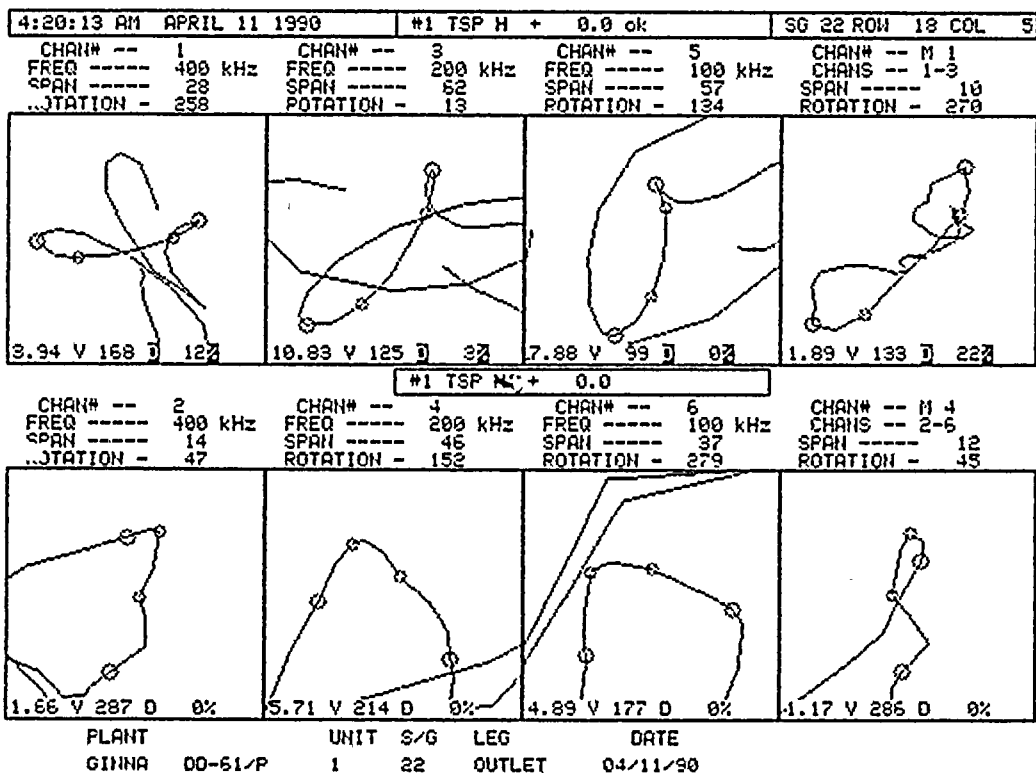 4:20:13 AM APRIL 11 1990 #1 TSP H + 0.0 ok SG 22 ROW 18 COL 5
CHAN# -- 1 CHAN# -- 3 CHAN# -- 5 CHAN# -- M 1
FREQ ----- 400 kHz FREQ ----- 200 kHz FREQ ----- 100 kHz CHANS -- 1-3
SPAN ----- 28 SPAN ----- 62 SPAN ----- 57 SPAN ----- 10
..OTATION - 258 ROTATION - 13 ROTATION - 134 ROTATION - 270
3.94 V 168 D 12% 10.83 V 125 D 3% 7.88 V 99 D 0% 1.89 V 133 D 22%
#1 TSP + 0.0
CHAN# -- 2 CHAN# -- 4 CHAN# -- 6 CHAN# -- M 4
FREQ ----- 400 kHz FREQ ----- 200 kHz FREQ ----- 100 kHz CHANS -- 2-6
SPAN ----- 14 SPAN ----- 46 SPAN ----- 37 SPAN ----- 12
..OTATION - 47 ROTATION - 152 ROTATION - 279 ROTATION - 45
1.66 V 287 D 0% 5.71 V 214 D 0% 4.89 V 177 D 0% 1.17 V 286 D 0%
PLANT UNIT S/G LEG DATE
GINNA DD-61/P 1 22 OUTLET 04/11/90